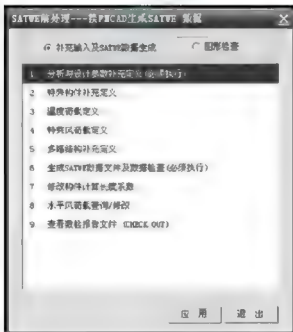 SATWE前处理---接PMCAD生成SATWE 数据
补充输入及SATWE数据生成 图形检查
1 分析与设计参数补充定义(必须执行)
2 特殊构件补充定义
3 温度荷载定义
4 特殊风荷载定义
5 多塔结构补充定义
6 生成SATWE数据文件及数据检查(必须执行)
7 修改构件计算长度系数
8 水平风荷载查询/修改
9 查看数检报告文件 (CHECK.OUT)
应 用 退 出